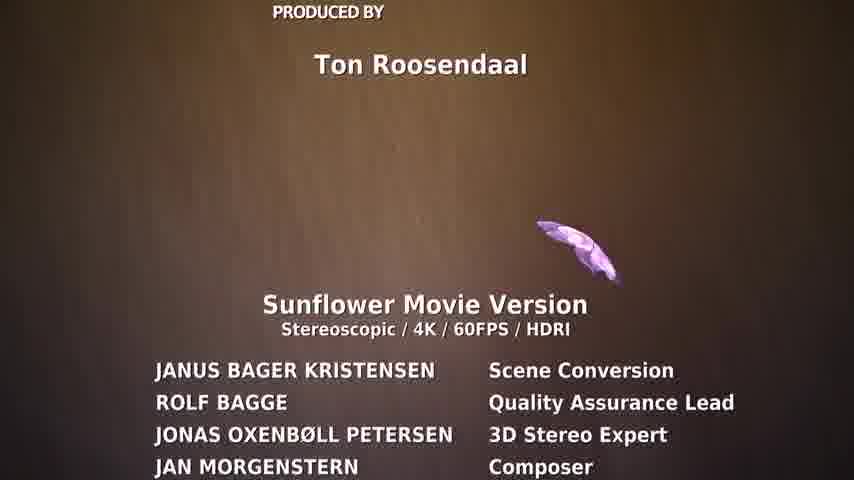 PRODUCED BY
Ton Roosendaal
Sunflower Movie Version
Stereoscopic / 4K / 60FPS / HDRI
JANUS BAGER KRISTENSEN Scene Conversion
ROLF BAGGE Quality Assurance Lead
JONAS OXENBØLL PETERSEN 3D Stereo Expert
JAN MORGENSTERN Composer